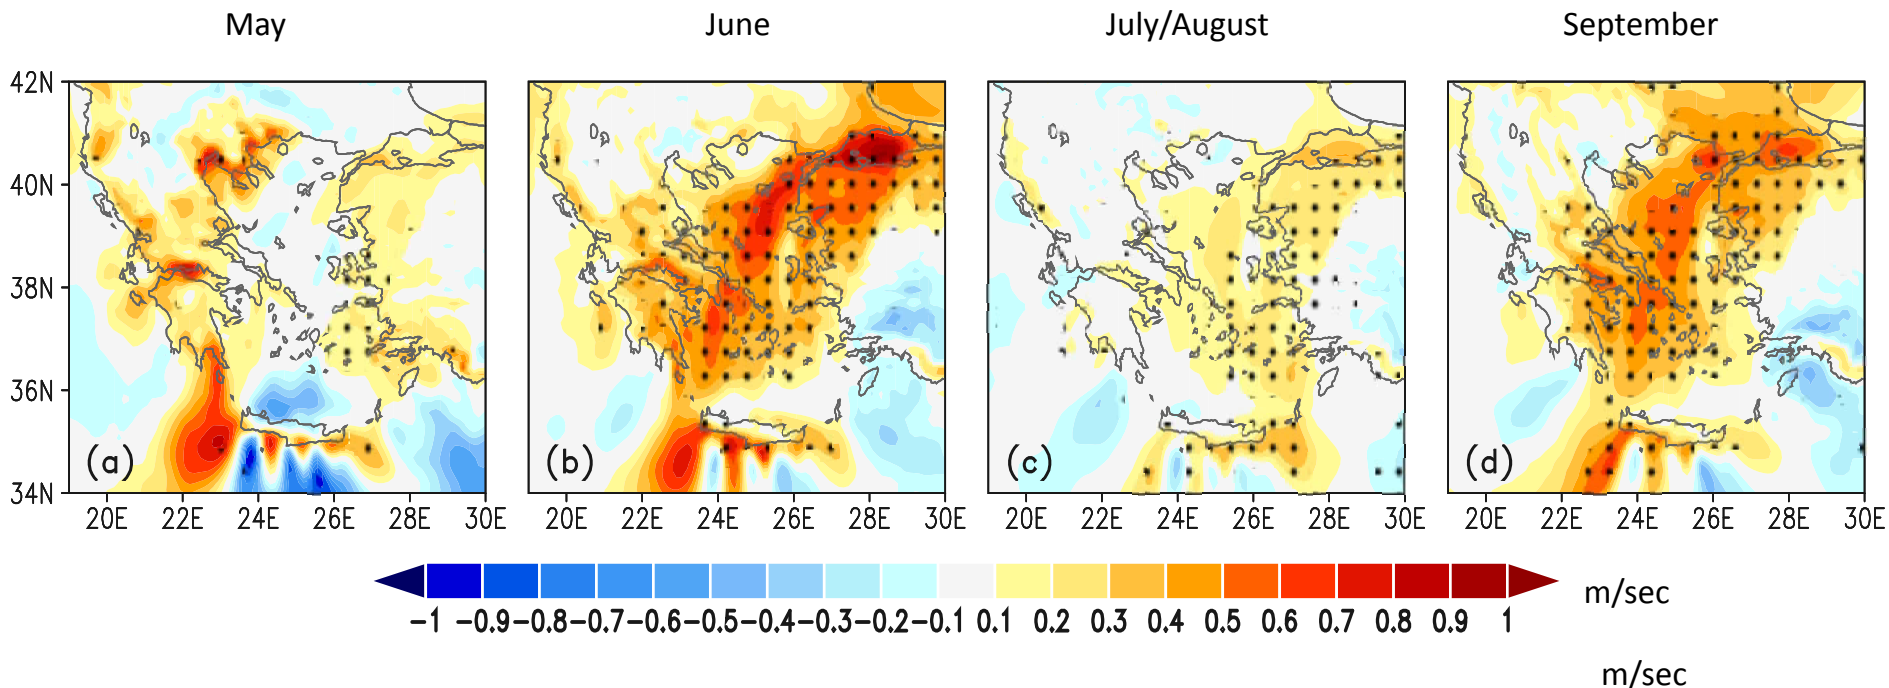 May June July/August September
42N
40N
38N
36N
34N
(a) (b) (c) (d)
20E 22E 24E 26E 28E 30E 20E 22E 24E 26E 28E 30E 20E 22E 24E 26E 28E 30E 20E 22E 24E 26E 28E 30E
m/sec
-1 -0.9 -0.8 -0.7 -0.6 -0.5 -0.4 -0.3 -0.2 -0.1 0.1 0.2 0.3 0.4 0.5 0.6 0.7 0.8 0.9 1
m/sec